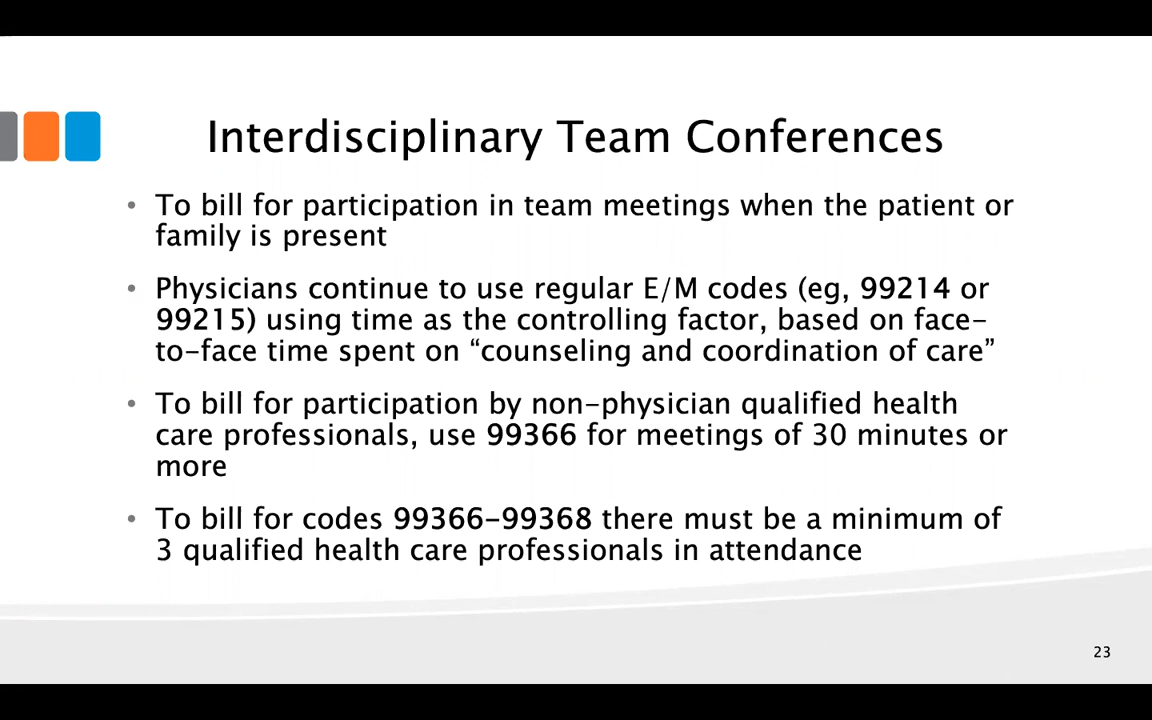 Interdisciplinary Team Conferences
• To bill for participation in team meetings when the patient or
family is present
• Physicians continue to use regular E/M codes (eg, 99214 or
99215) using time as the controlling factor, based on face-
to-face time spent on “counseling and coordination of care”
• To bill for participation by non-physician qualified health
care professionals, use 99366 for meetings of 30 minutes or
more
• To bill for codes 99366-99368 there must be a minimum of
3 qualified health care professionals in attendance
23